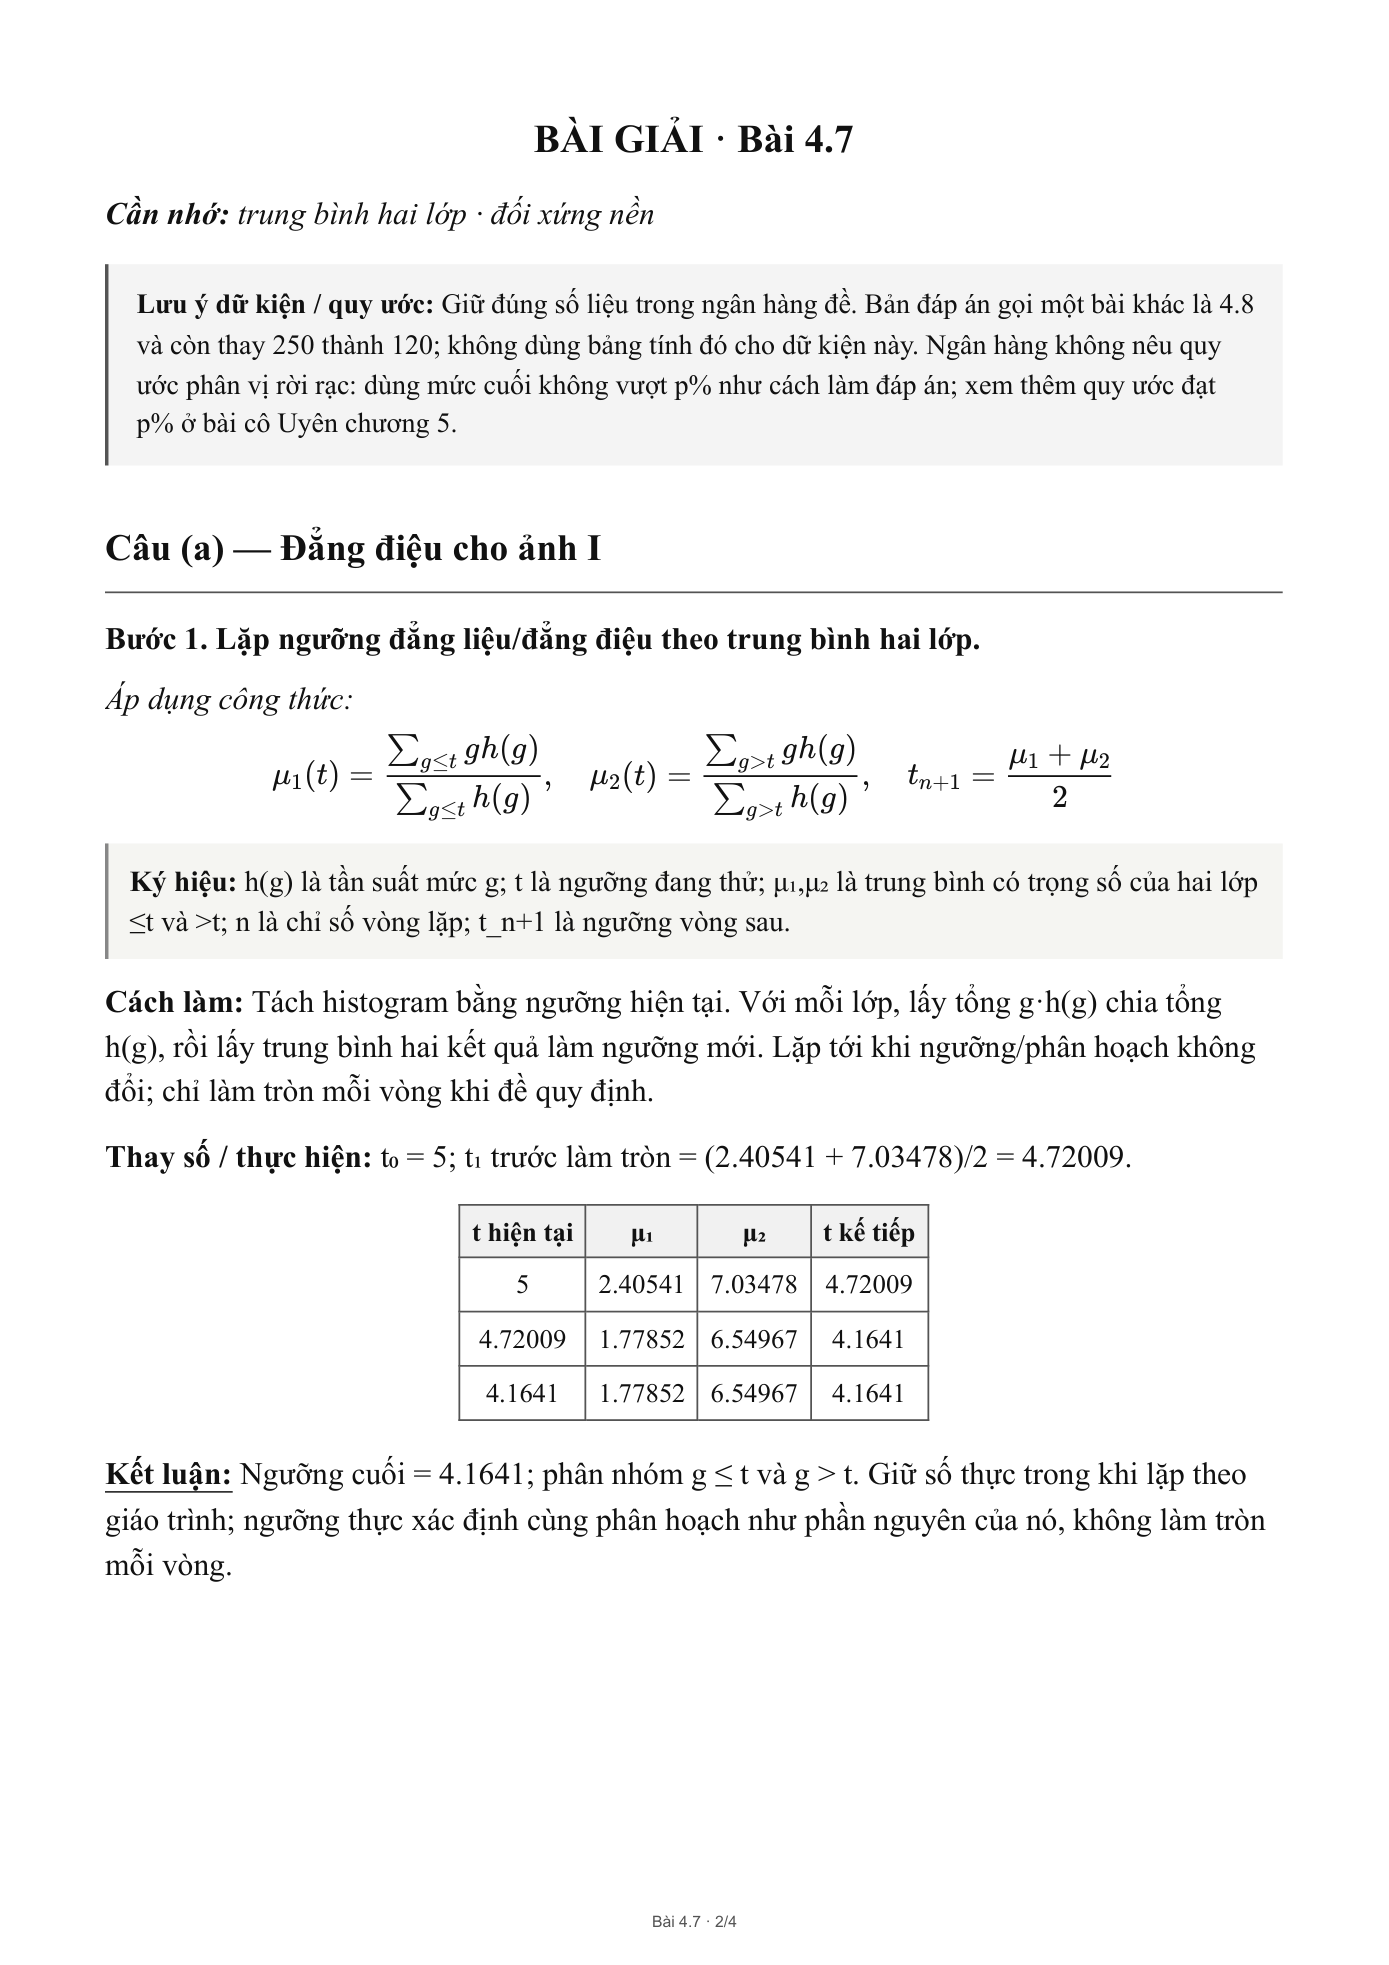 BÀI GIẢI · Bài 4.7
Cần nhớ: trung bình hai lớp · đối xứng nền
Lưu ý dữ kiện / quy ước: Giữ đúng số liệu trong ngân hàng đề. Bản đáp án gọi một bài khác là 4.8
và còn thay 250 thành 120; không dùng bảng tính đó cho dữ kiện này. Ngân hàng không nêu quy
ước phân vị rời rạc: dùng mức cuối không vượt p% như cách làm đáp án; xem thêm quy ước đạt
p% ở bài cô Uyên chương 5.
Câu (a) — Đẳng điệu cho ảnh I
Bước 1. Lặp ngưỡng đẳng liệu/đẳng điệu theo trung bình hai lớp.
Áp dụng công thức:
μ₁(t) = ∑_{g≤t} gh(g) / ∑_{g≤t} h(g), μ₂(t) = ∑_{g>t} gh(g) / ∑_{g>t} h(g), t_{n+1} = (μ₁ + μ₂) / 2
Ký hiệu: h(g) là tần suất mức g; t là ngưỡng đang thử; μ₁,μ₂ là trung bình có trọng số của hai lớp
≤t và >t; n là chỉ số vòng lặp; t_n+1 là ngưỡng vòng sau.
Cách làm: Tách histogram bằng ngưỡng hiện tại. Với mỗi lớp, lấy tổng g·h(g) chia tổng
h(g), rồi lấy trung bình hai kết quả làm ngưỡng mới. Lặp tới khi ngưỡng/phân hoạch không
đổi; chỉ làm tròn mỗi vòng khi đề quy định.
Thay số / thực hiện: t₀ = 5; t₁ trước làm tròn = (2.40541 + 7.03478)/2 = 4.72009.
t hiện tại μ₁ μ₂ t kế tiếp
5 2.40541 7.03478 4.72009
4.72009 1.77852 6.54967 4.1641
4.1641 1.77852 6.54967 4.1641
Kết luận: Ngưỡng cuối = 4.1641; phân nhóm g ≤ t và g > t. Giữ số thực trong khi lặp theo
giáo trình; ngưỡng thực xác định cùng phân hoạch như phần nguyên của nó, không làm tròn
mỗi vòng.
Bài 4.7 · 2/4